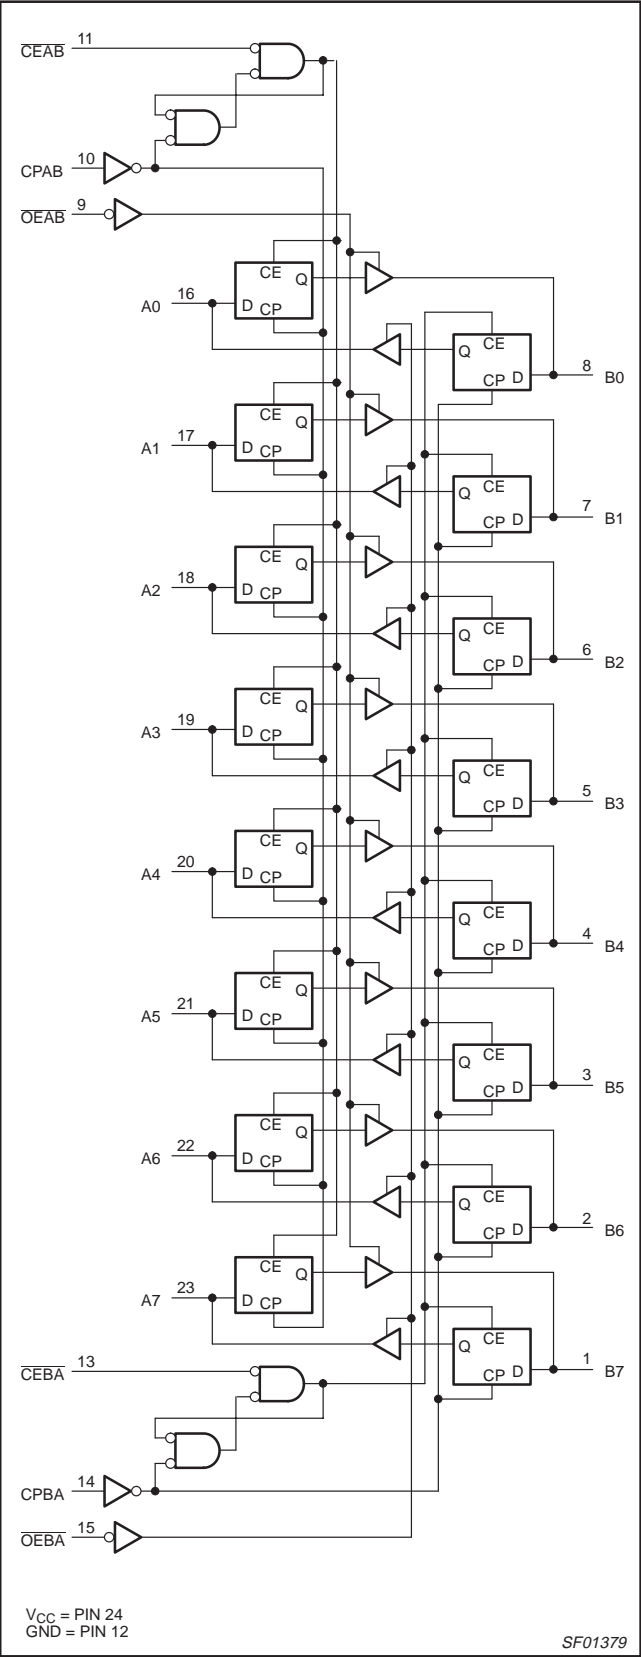 CEAB 11
CPAB 10
OEAB 9
CE
Q
16
A0
D CP
Q CE
CP D
8
B0
CE
Q
17
A1
D CP
Q CE
CP D
7
B1
CE
Q
18
A2
D CP
Q CE
CP D
6
B2
CE
Q
19
A3
D CP
Q CE
CP D
5
B3
CE
Q
20
A4
D CP
Q CE
CP D
4
B4
CE
Q
21
A5
D CP
Q CE
CP D
3
B5
CE
Q
22
A6
D CP
Q CE
CP D
2
B6
CE
Q
23
A7
D CP
Q CE
CP D
1
B7
CEBA 13
CPBA 14
OEBA 15
VCC = PIN 24
GND = PIN 12
SF01379